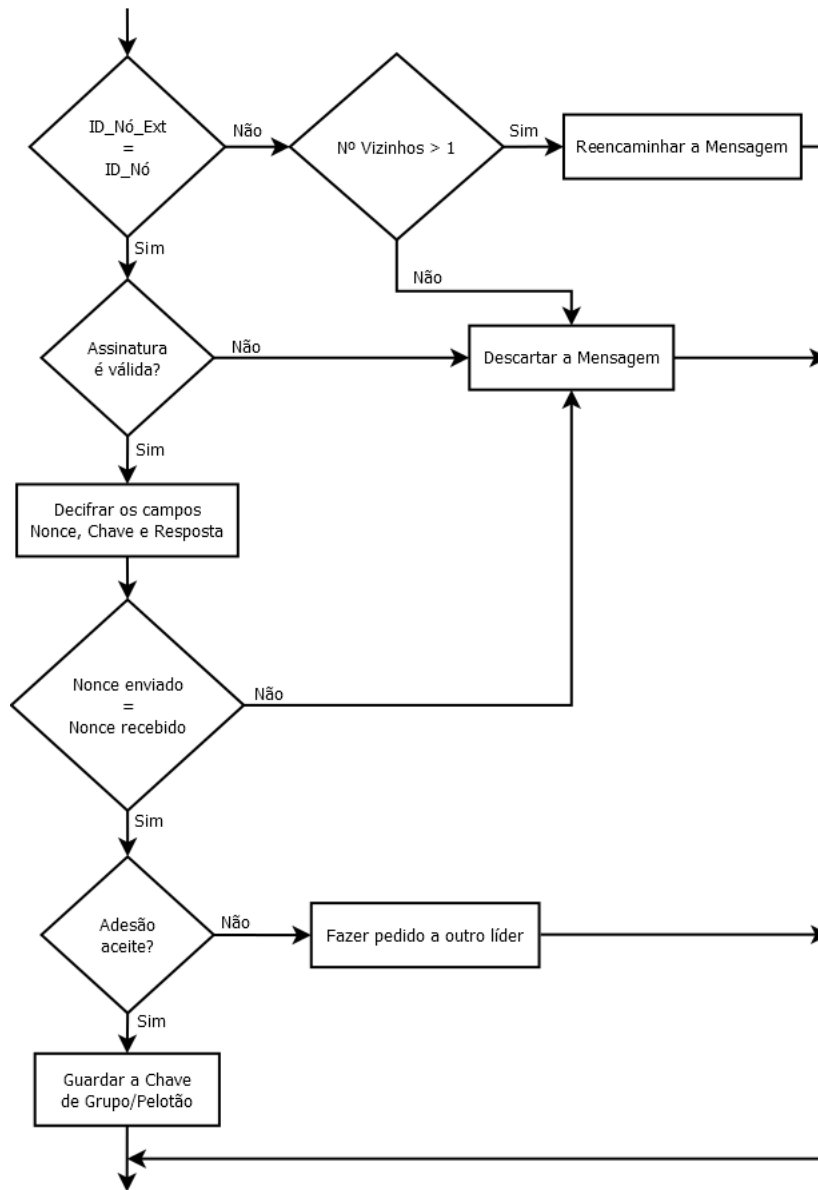 ID_Nó_Ext
=
ID_Nó
Não
Nº Vizinhos > 1
Sim
Reencaminhar a Mensagem
Sim
Não
Assinatura
é válida?
Não
Descartar a Mensagem
Sim
Decifrar os campos
Nonce, Chave e Resposta
Nonce enviado
=
Nonce recebido
Não
Sim
Adesão
aceite?
Não
Fazer pedido a outro líder
Sim
Guardar a Chave
de Grupo/Pelotão